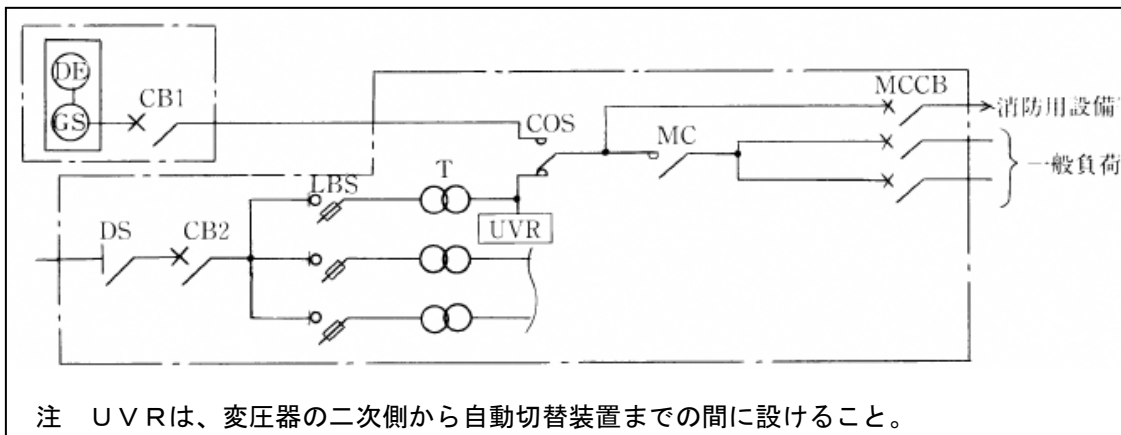 DE
GS
CB1
COS
MC
MCCB
消防用設備
一般負荷
LBS
T
UVR
DS
CB2
注　ＵＶＲは、変圧器の二次側から自動切替装置までの間に設けること。